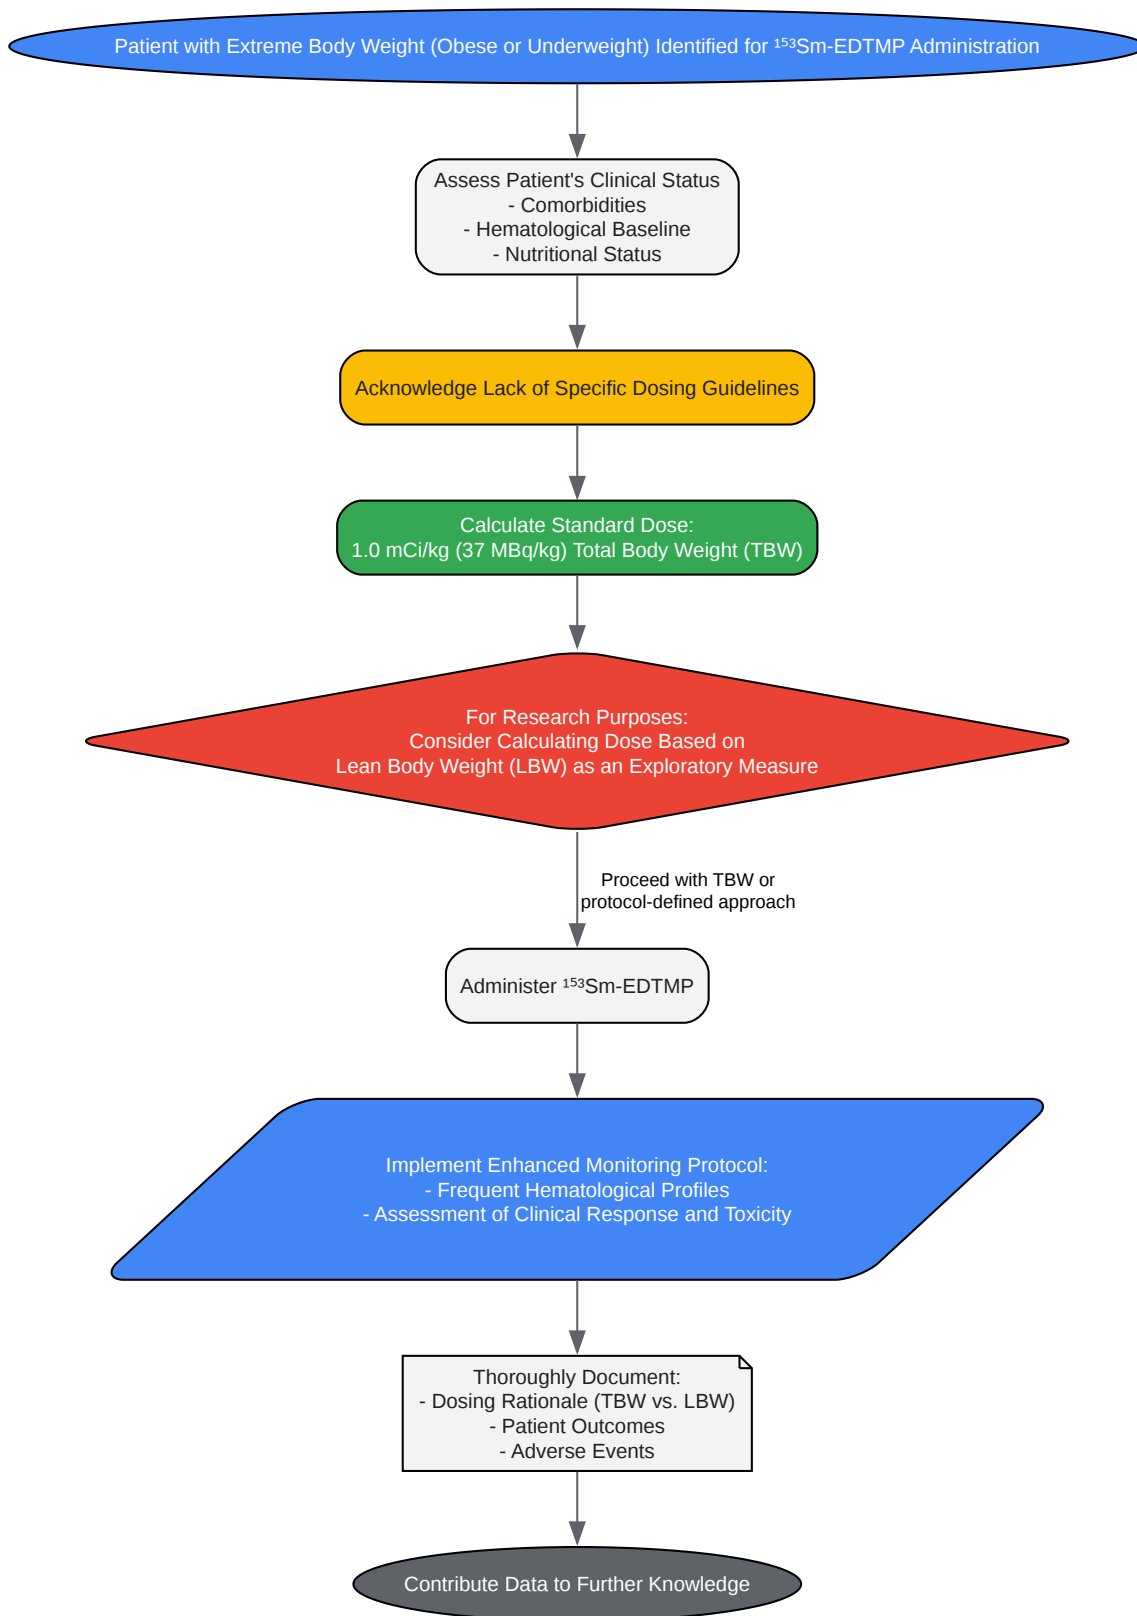 Patient with Extreme Body Weight (Obese or Underweight) Identified for ¹⁵³Sm-EDTMP Administration
Assess Patient's Clinical Status
- Comorbidities
- Hematological Baseline
- Nutritional Status
Acknowledge Lack of Specific Dosing Guidelines
Calculate Standard Dose:
1.0 mCi/kg (37 MBq/kg) Total Body Weight (TBW)
For Research Purposes:
Consider Calculating Dose Based on
Lean Body Weight (LBW) as an Exploratory Measure
Proceed with TBW or
protocol-defined approach
Administer ¹⁵³Sm-EDTMP
Implement Enhanced Monitoring Protocol:
- Frequent Hematological Profiles
- Assessment of Clinical Response and Toxicity
Thoroughly Document:
- Dosing Rationale (TBW vs. LBW)
- Patient Outcomes
- Adverse Events
Contribute Data to Further Knowledge